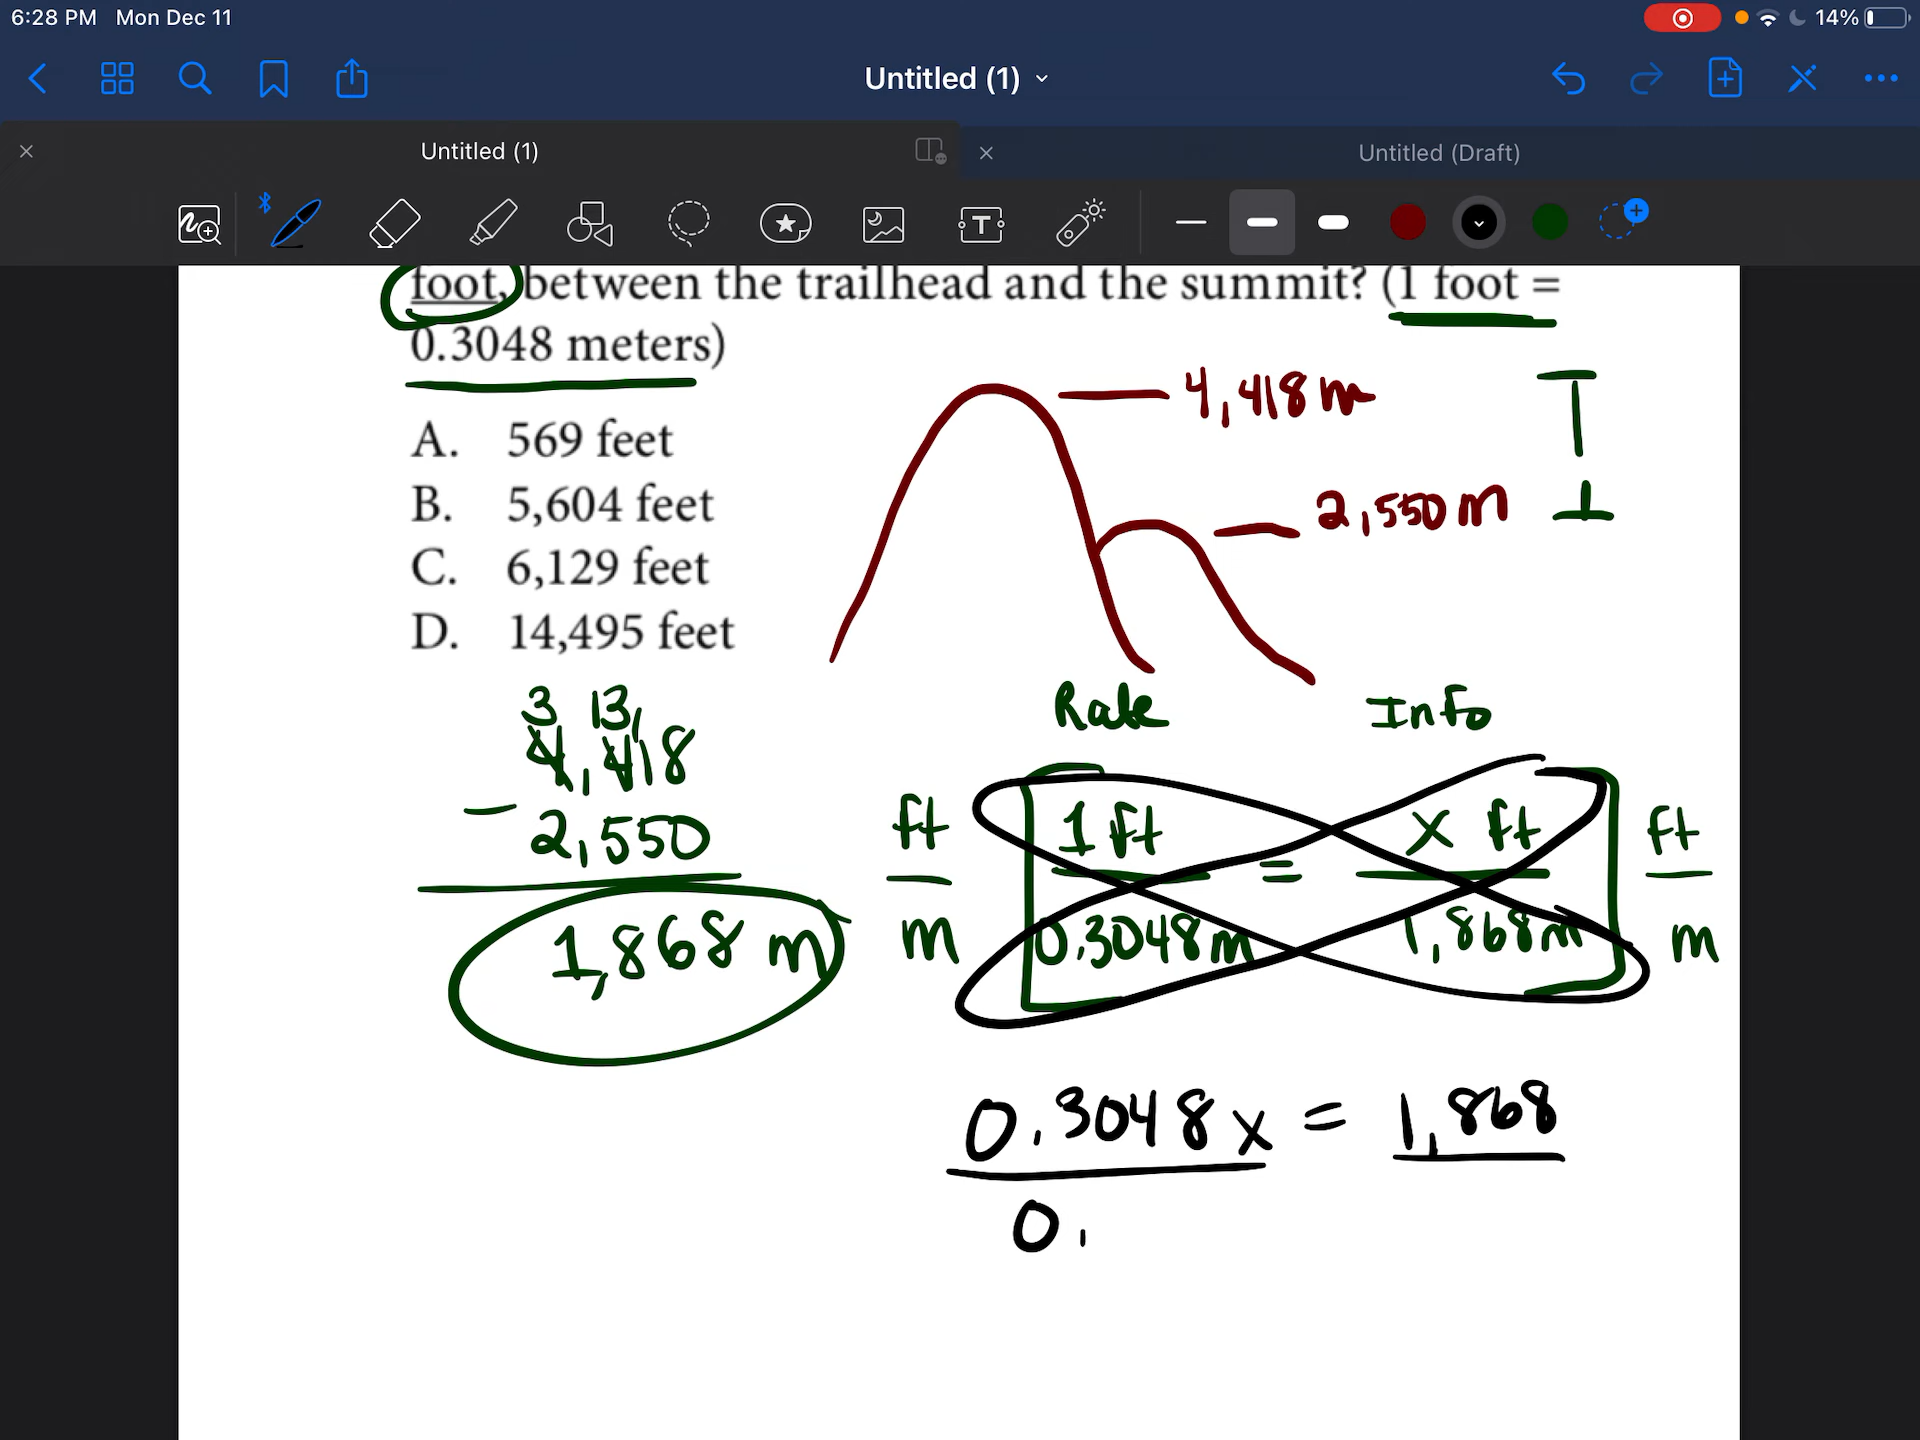 6:28 PM Mon Dec 11
14%
Untitled (1)
Untitled (1)
Untitled (Draft)
T
foot, between the trailhead and the summit? (1 foot =
0.3048 meters)
A. 569 feet
B. 5,604 feet
C. 6,129 feet
D. 14,495 feet
4,418 m
2,550 m
3 13
4,418
- 2,550
1,868 m
Rate Info
ft 1 ft = x ft ft
m 0.3048m 1,868m m
0.3048x = 1,868
0.